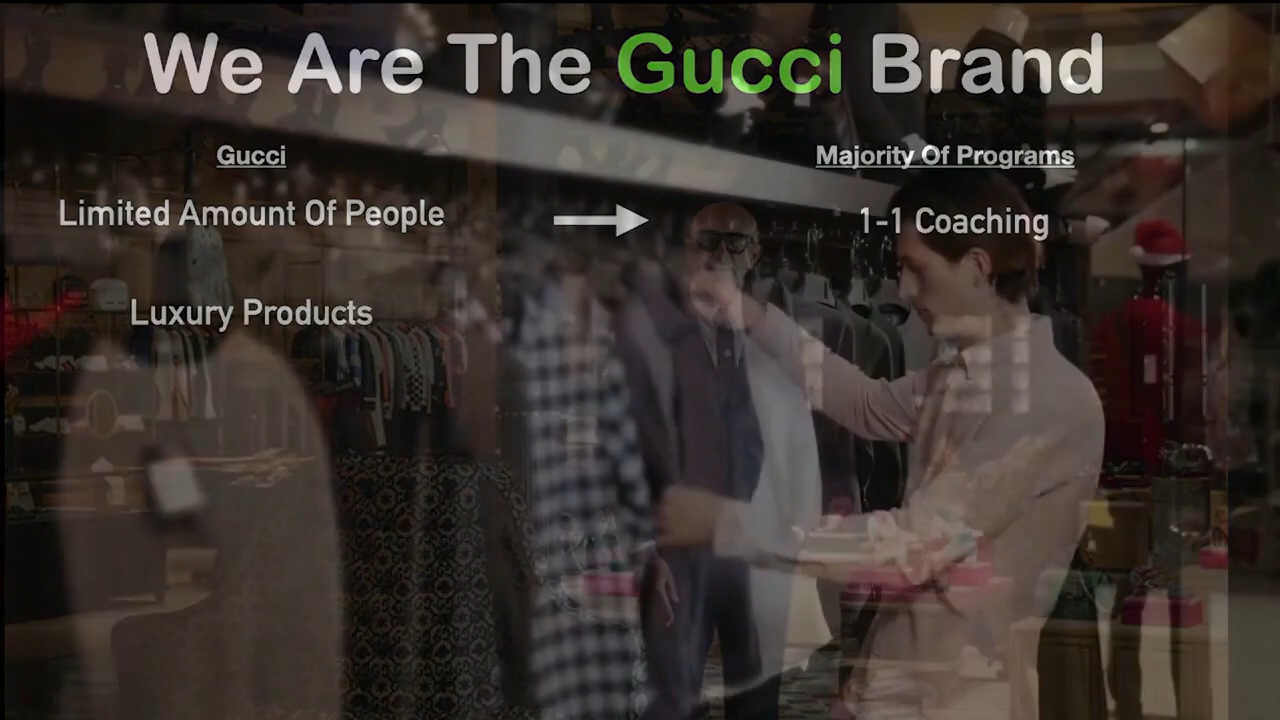 We Are The Gucci Brand
Gucci
Majority Of Programs
Limited Amount Of People
1-1 Coaching
Luxury Products